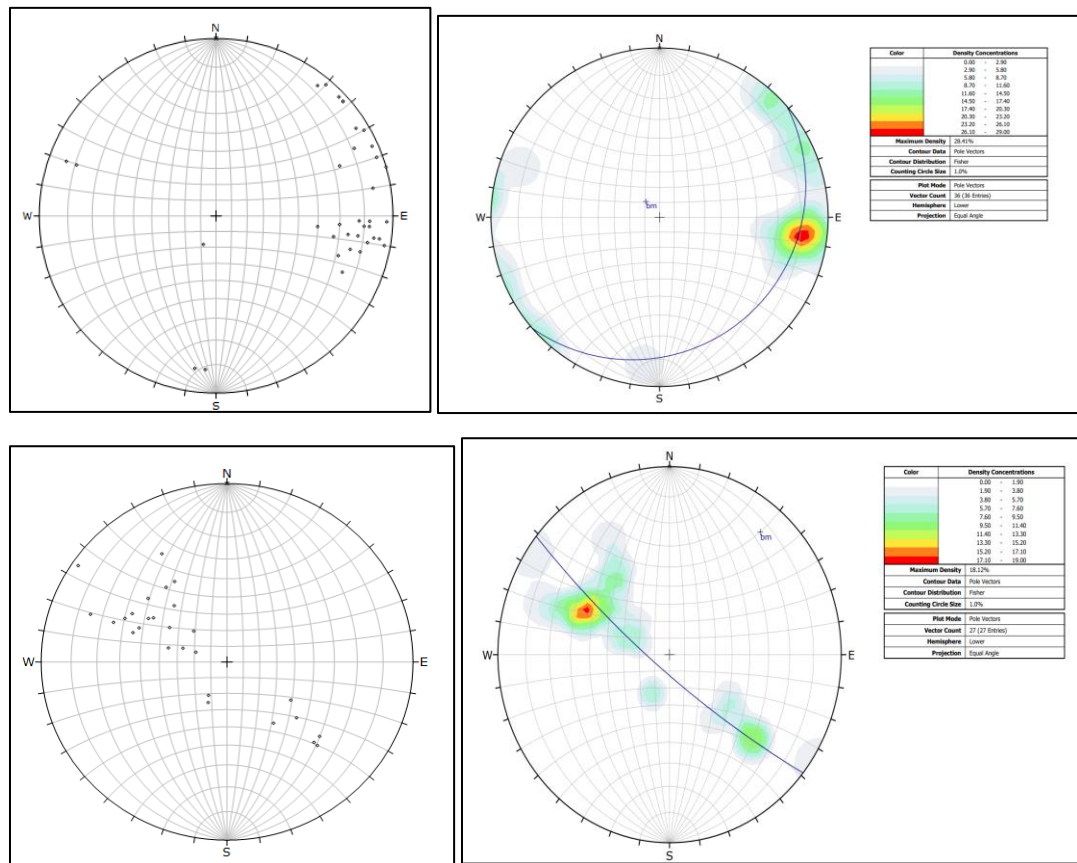 N
W
E
S
N
W
E
S
bm
Color Density Concentrations
0.00 - 2.90
2.90 - 5.80
5.80 - 8.70
8.70 - 11.60
11.60 - 14.50
14.50 - 17.40
17.40 - 20.30
20.30 - 23.20
23.20 - 26.10
26.10 - 29.00
Maximum Density 28.41%
Contour Data Pole Vectors
Contour Distribution Fisher
Counting Circle Size 1.0%
Plot Mode Pole Vectors
Vector Count 36 (36 Entries)
Hemisphere Lower
Projection Equal Angle
N
W
E
S
N
W
E
S
bm
Color Density Concentrations
0.00 - 1.90
1.90 - 3.80
3.80 - 5.70
5.70 - 7.60
7.60 - 9.50
9.50 - 11.40
11.40 - 13.30
13.30 - 15.20
15.20 - 17.10
17.10 - 19.00
Maximum Density 18.12%
Contour Data Pole Vectors
Contour Distribution Fisher
Counting Circle Size 1.0%
Plot Mode Pole Vectors
Vector Count 27 (27 Entries)
Hemisphere Lower
Projection Equal Angle